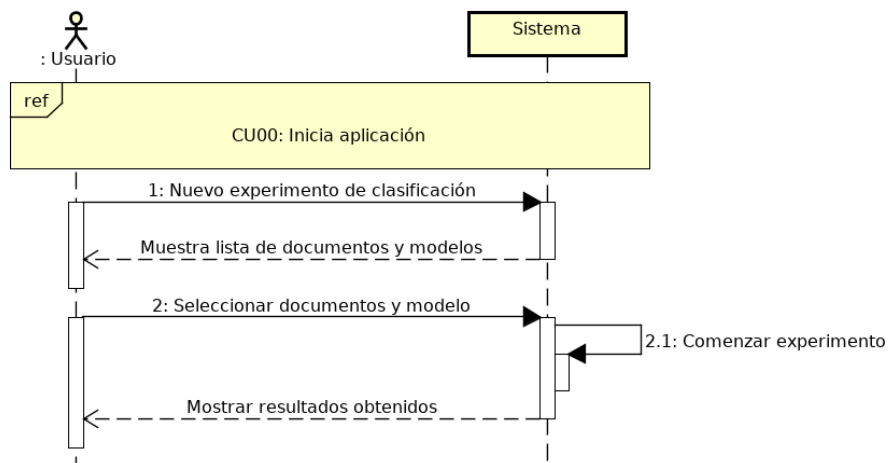 Sistema
: Usuario
ref
CU00: Inicia aplicación
1: Nuevo experimento de clasificación
Muestra lista de documentos y modelos
2: Seleccionar documentos y modelo
2.1: Comenzar experimento
Mostrar resultados obtenidos